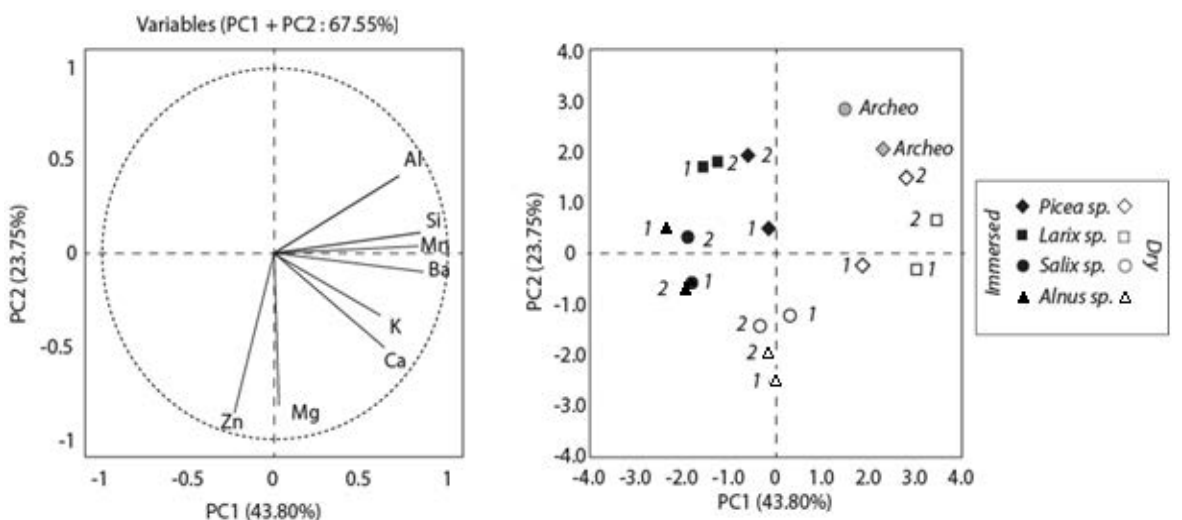 Variables (PC1 + PC2 : 67.55%)
1
0.5
0
-0.5
-1
PC2 (23.75%)
Al
Si
Mn
Ba
K
Ca
Mg
Zn
-1 -0.5 0 0.5 1
PC1 (43.80%)
4.0
3.0
2.0
1.0
0
-1.0
-2.0
-3.0
-4.0
PC2 (23.75%)
Archeo
Archeo
1 2 2
2
2
1 1
1 2
1 1
2 1
2 1
2
1
-4.0 -3.0 -2.0 -1.0 0 1.0 2.0 3.0 4.0
PC1 (43.80%)
Immersed
Picea sp.
Larix sp.
Salix sp.
Alnus sp.
Dry